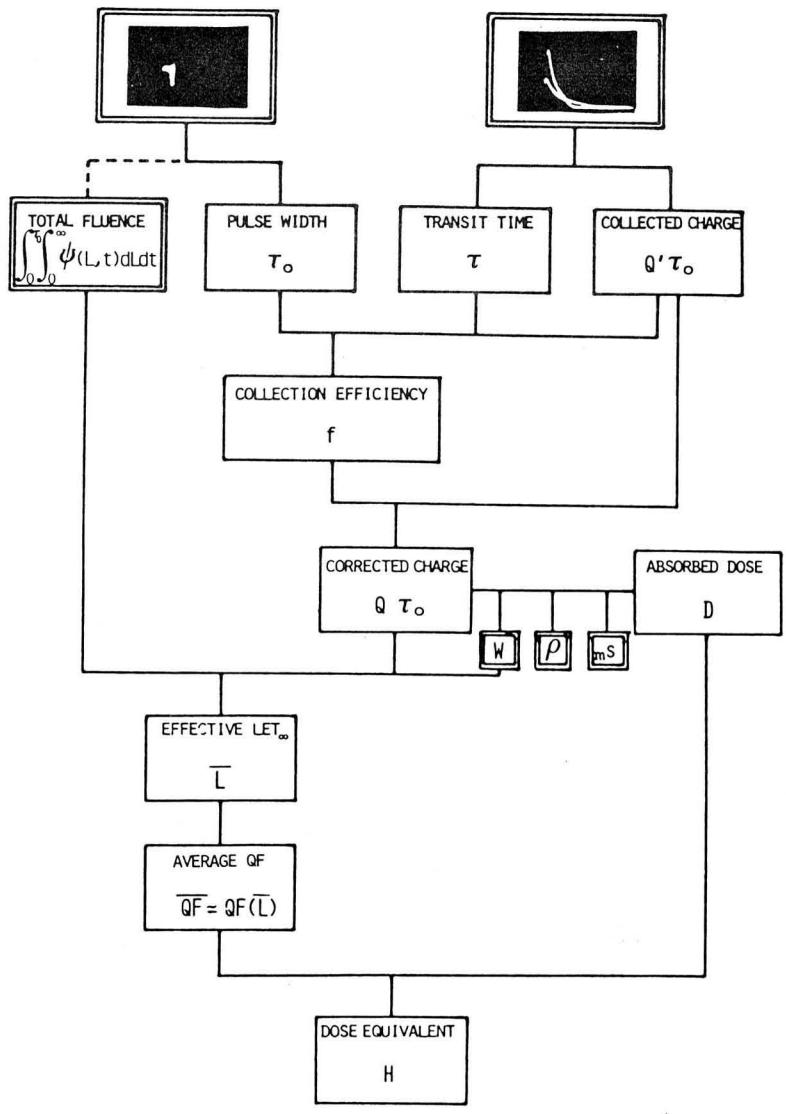 TOTAL FLUENCE
∫₀^τ₀ ∫₀^∞ ψ(L,t)dLdt
PULSE WIDTH
τ₀
TRANSIT TIME
τ
COLLECTED CHARGE
Q' τ₀
COLLECTION EFFICIENCY
f
CORRECTED CHARGE
Q τ₀
ABSORBED DOSE
D
W
ρ
mS
EFFECTIVE LET∞
L̅
AVERAGE QF
Q̅F̅ ≃ QF(L̅)
DOSE EQUIVALENT
H